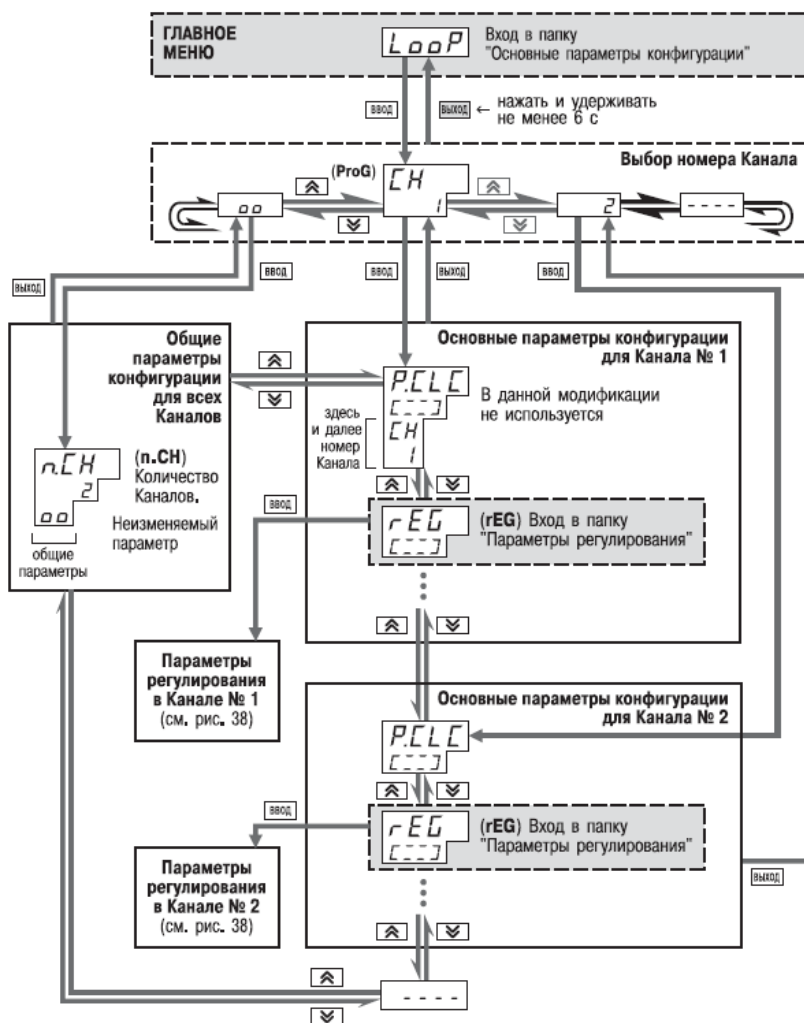 ГЛАВНОЕ
МЕНЮ
LooP
Вход в папку
"Основные параметры конфигурации"
ВВОД
ВЫХОД
← нажать и удерживать
не менее 6 с
Выбор номера Канала
(ProG)
CH
1
oo
2
----
ВЫХОД
ВВОД
ВВОД
ВЫХОД
ВВОД
Общие
параметры
конфигурации
для всех
Каналов
n.CH
2
oo
(n.CH)
Количество
Каналов.
Неизменяемый
параметр
общие
параметры
Основные параметры конфигурации
для Канала № 1
P.CLC
[---]
CH
1
здесь
и далее
номер
Канала
В данной модификации
не используется
ВВОД
rEG
[---]
(rEG) Вход в папку
"Параметры регулирования"
Параметры
регулирования
в Канале № 1
(см. рис. 38)
Основные параметры конфигурации
для Канала № 2
P.CLC
[---]
ВВОД
rEG
[---]
(rEG) Вход в папку
"Параметры регулирования"
ВЫХОД
Параметры
регулирования
в Канале № 2
(см. рис. 38)
----